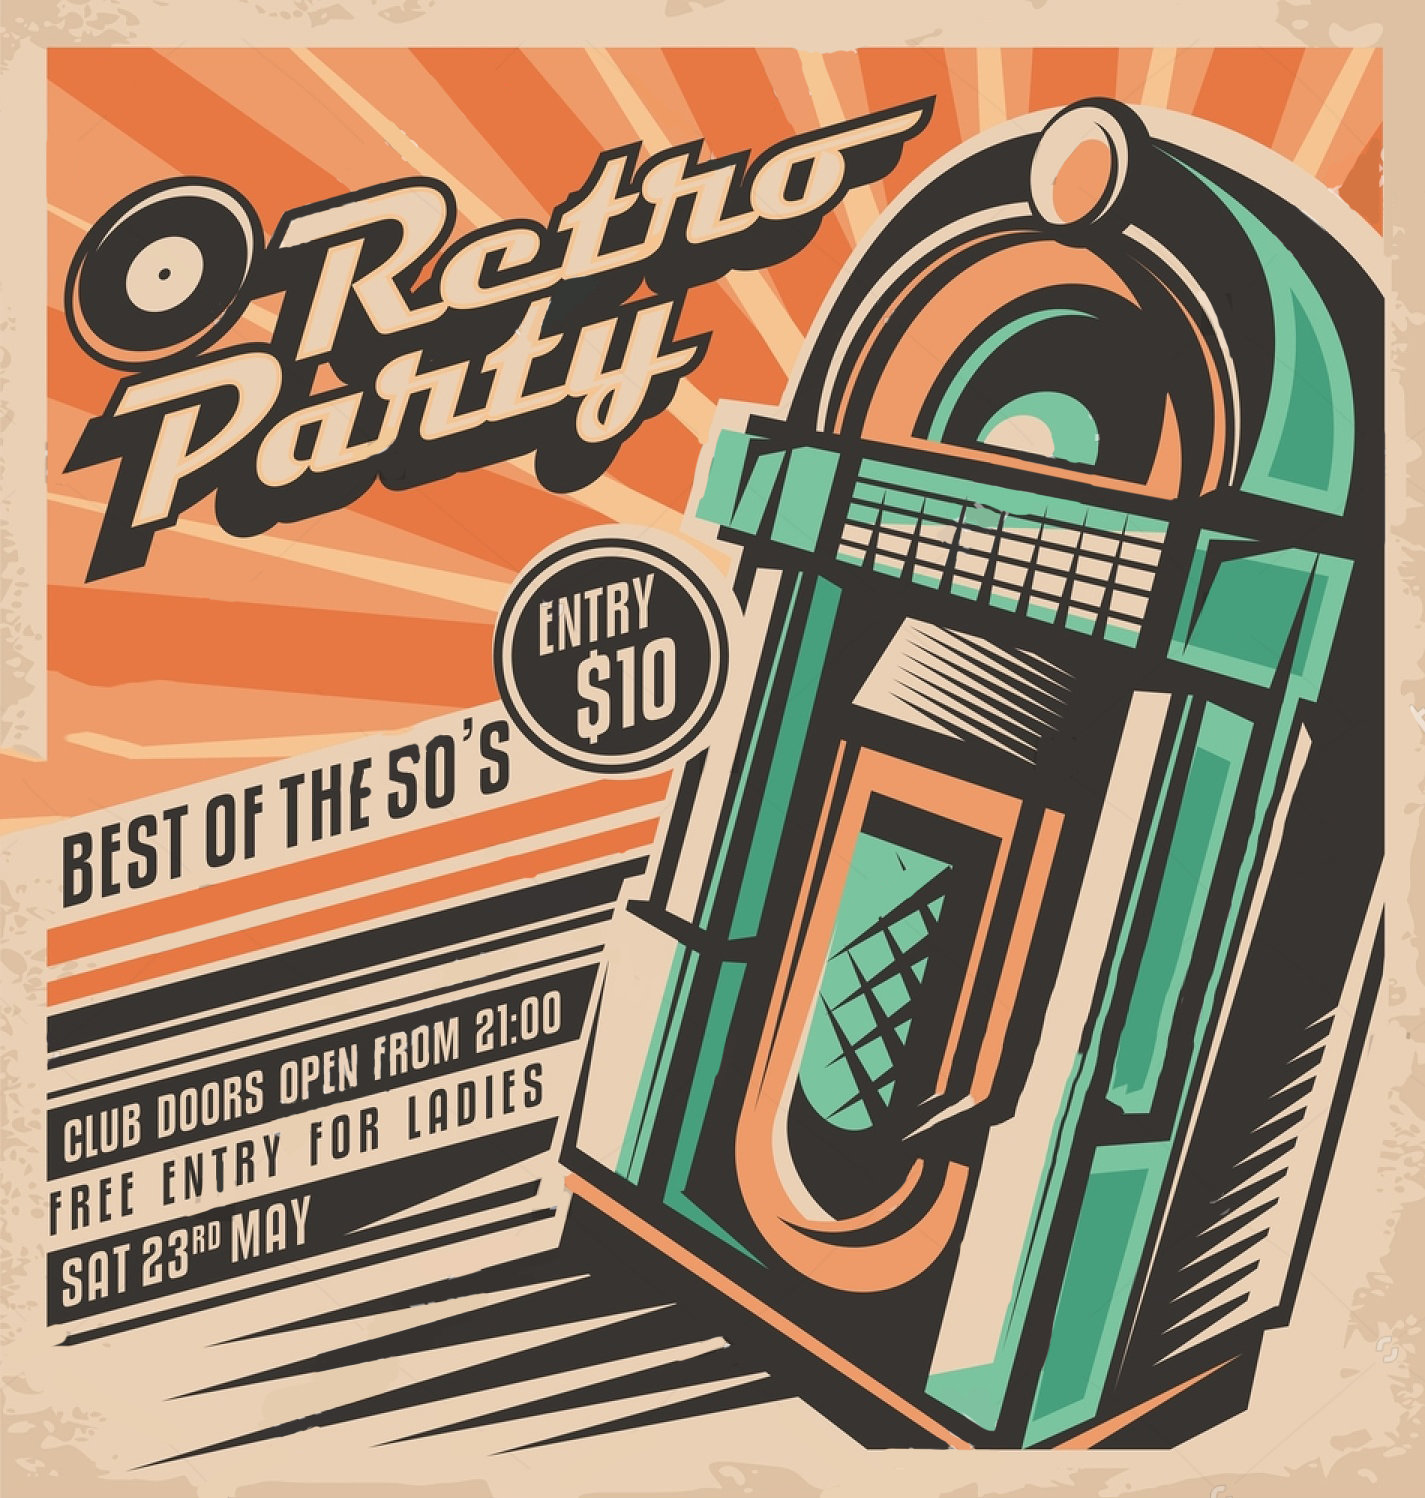 Retro
Party
ENTRY
$10
BEST OF THE 50'S
CLUB DOORS OPEN FROM 21:00
FREE ENTRY FOR LADIES
SAT 23RD MAY